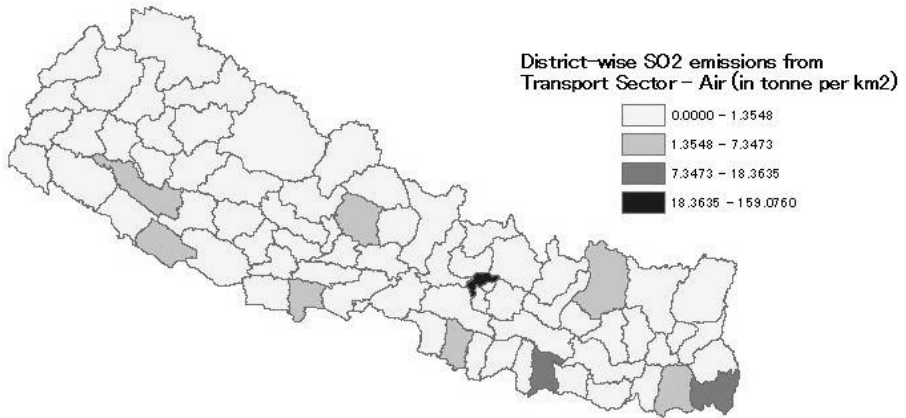 District-wise SO2 emissions from
Transport Sector - Air (in tonne per km2)
0.0000 - 1.3548
1.3548 - 7.3473
7.3473 - 18.3635
18.3635 - 159.0760